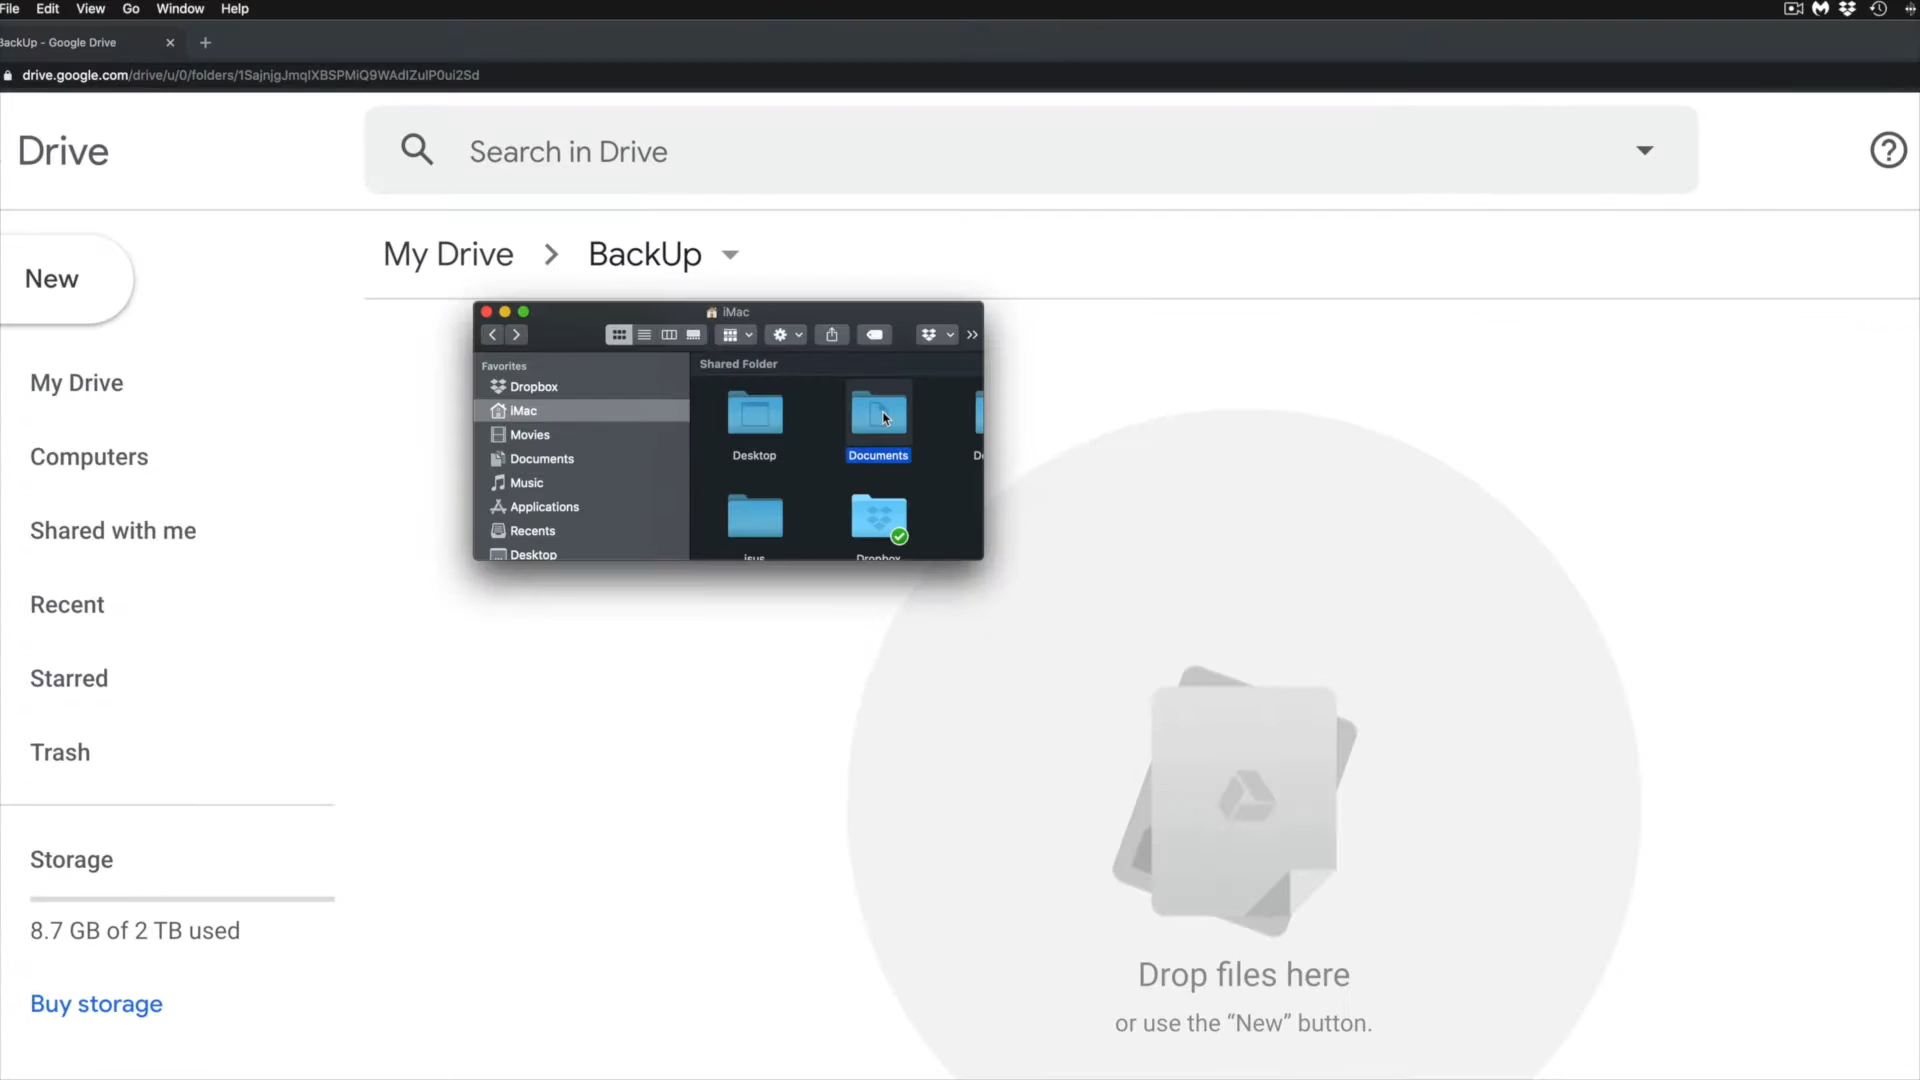 File Edit View Go Window Help
BackUp - Google Drive
drive.google.com/drive/u/0/folders/1SajnjgJmqIXBSPMiQ9WAdIZuIP0ui2Sd
Drive
Search in Drive
New
My Drive
BackUp
iMac
Favorites
Shared Folder
Dropbox
iMac
Movies
Documents
Music
Applications
Recents
Desktop
Desktop
Documents
Dropbox
My Drive
Computers
Shared with me
Recent
Starred
Trash
Storage
8.7 GB of 2 TB used
Buy storage
Drop files here
or use the “New” button.